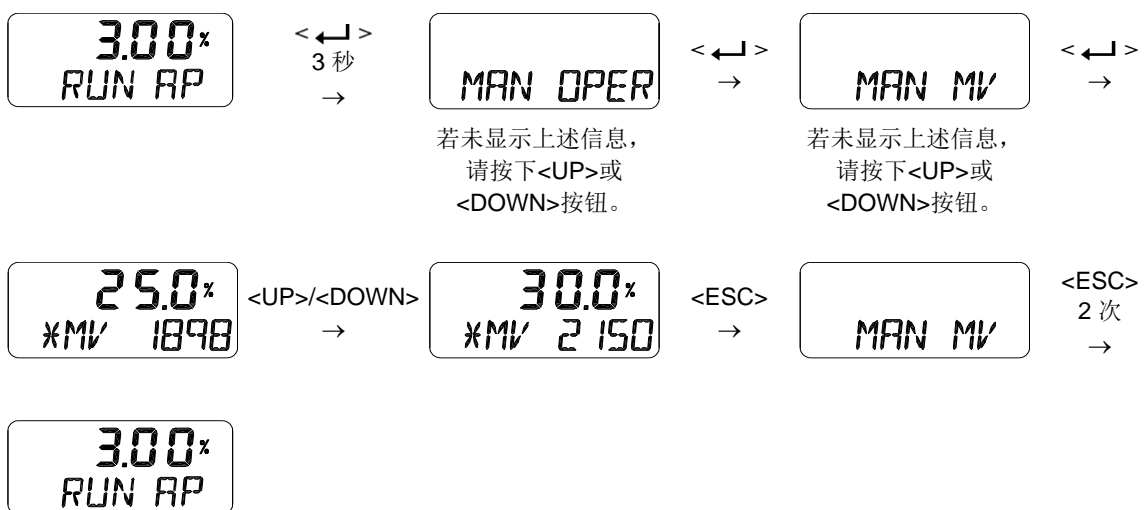 3.00%
RUN AP
< ↵ >
3 秒
→
MAN OPER
若未显示上述信息,
请按下<UP>或
<DOWN>按钮。
< ↵ >
→
MAN MV
若未显示上述信息,
请按下<UP>或
<DOWN>按钮。
< ↵ >
→
25.0%
*MV 1898
<UP>/<DOWN>
→
30.0%
*MV 2150
<ESC>
→
MAN MV
<ESC>
2 次
→
3.00%
RUN AP